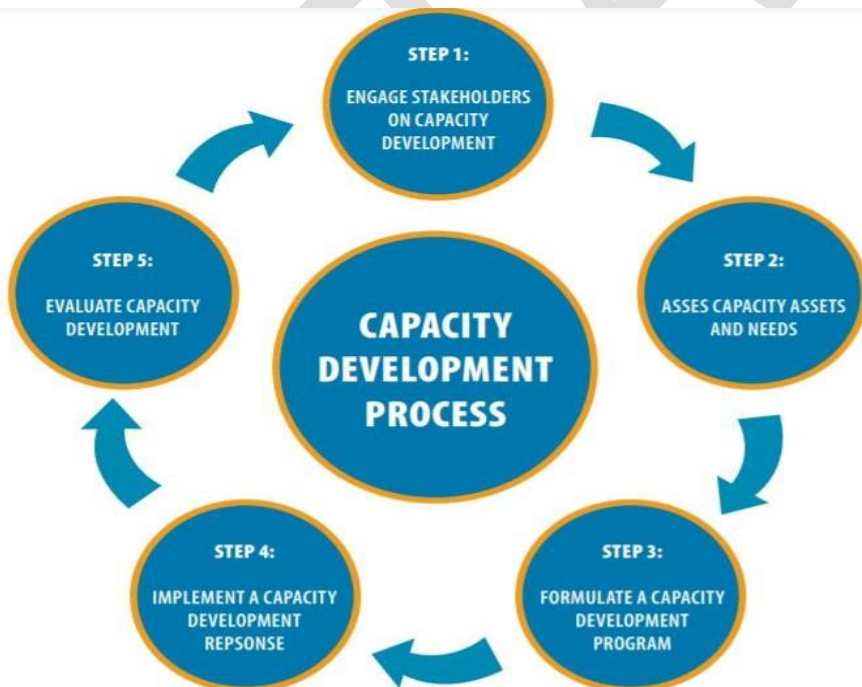 STEP 1:
ENGAGE STAKEHOLDERS
ON CAPACITY
DEVELOPMENT
STEP 2:
ASSES CAPACITY ASSETS
AND NEEDS
STEP 3:
FORMULATE A CAPACITY
DEVELOPMENT
PROGRAM
STEP 4:
IMPLEMENT A CAPACITY
DEVELOPMENT
REPSONSE
STEP 5:
EVALUATE CAPACITY
DEVELOPMENT
CAPACITY
DEVELOPMENT
PROCESS